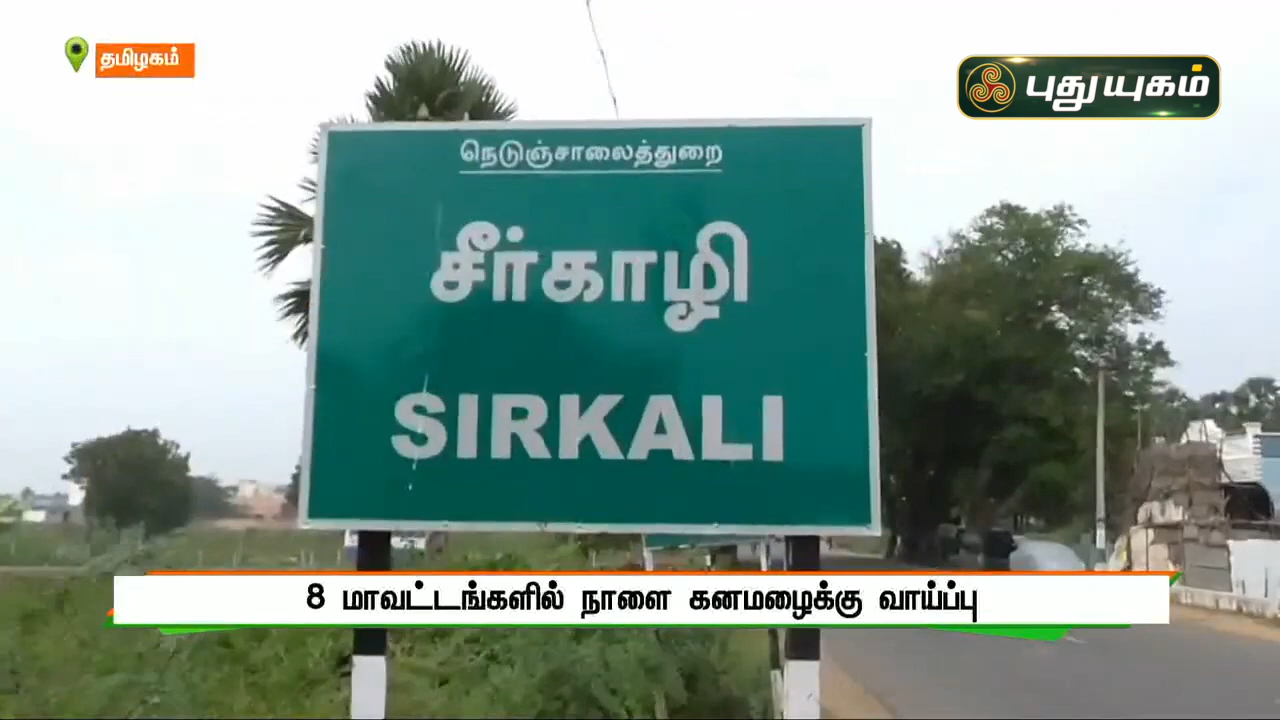 தமிழகம்
புதுயுகம்
நெடுஞ்சாலைத்துறை
சீர்காழி
SIRKALI
8 மாவட்டங்களில் நாளை கனமழைக்கு வாய்ப்பு